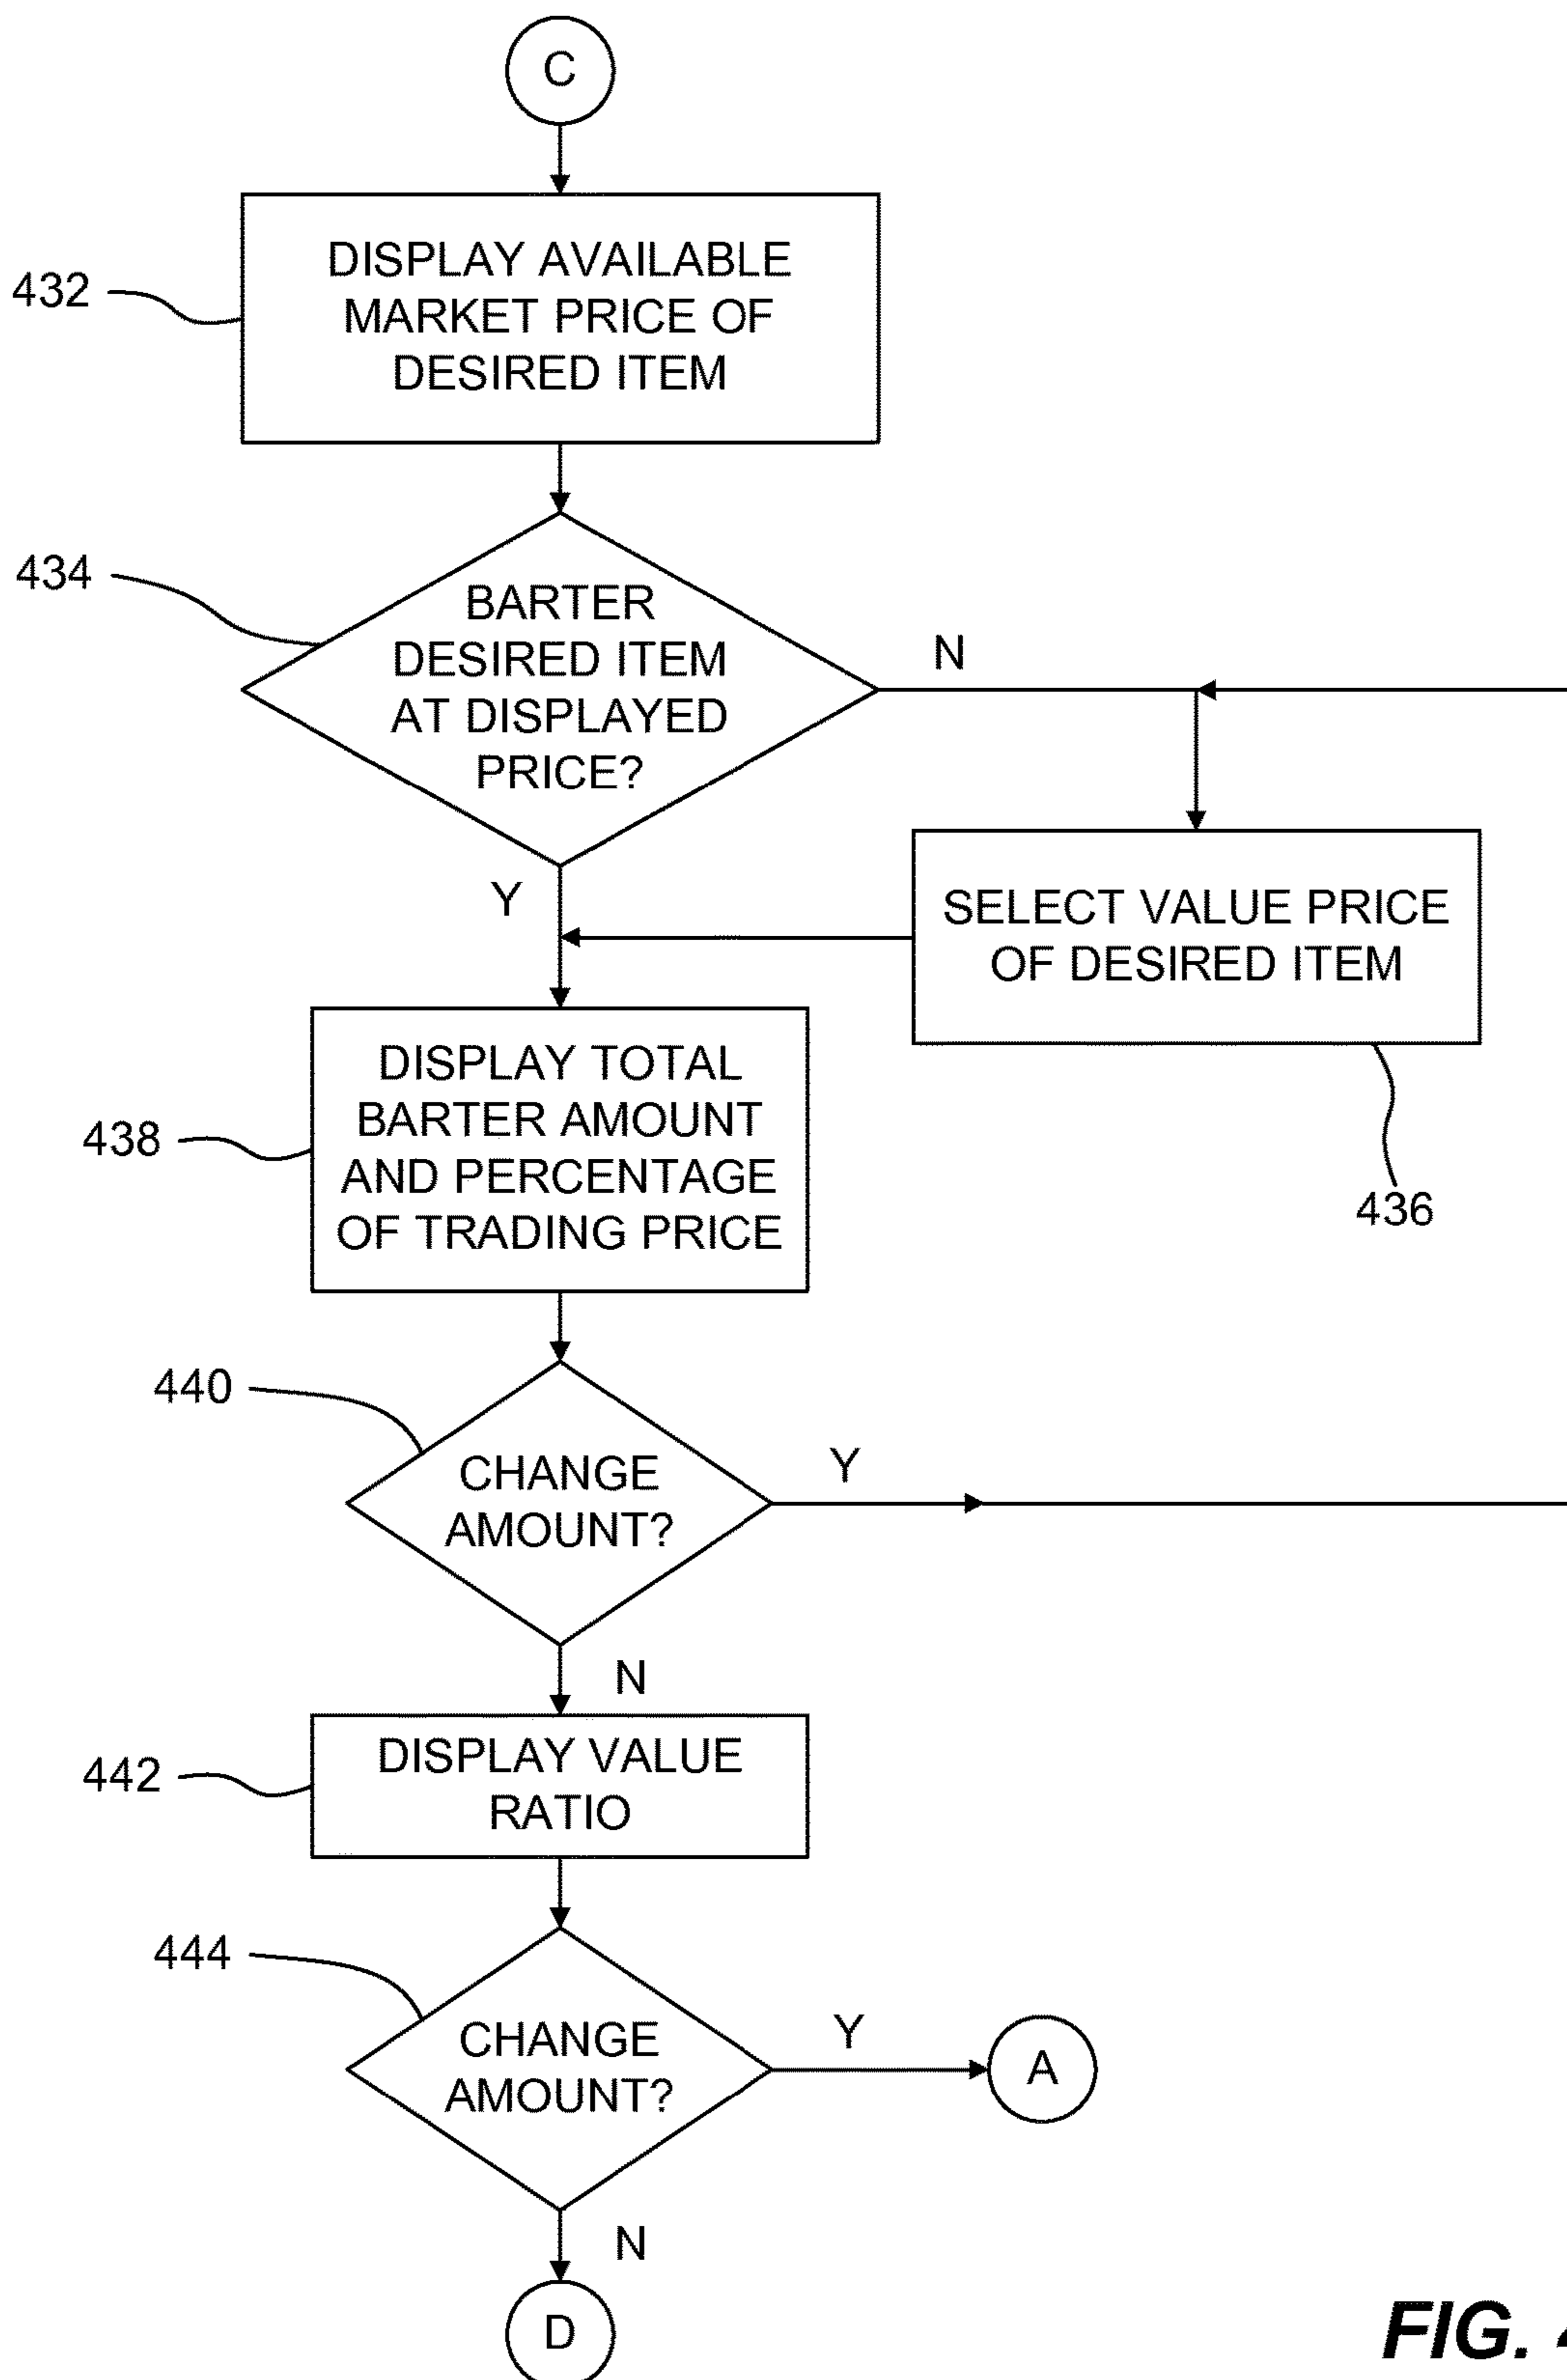 C
432
DISPLAY AVAILABLE
MARKET PRICE OF
DESIRED ITEM
434
BARTER
DESIRED ITEM
AT DISPLAYED
PRICE?
N
Y
SELECT VALUE PRICE
OF DESIRED ITEM
436
438
DISPLAY TOTAL
BARTER AMOUNT
AND PERCENTAGE
OF TRADING PRICE
440
CHANGE
AMOUNT?
Y
N
442
DISPLAY VALUE
RATIO
444
CHANGE
AMOUNT?
Y
A
N
D
FIG.